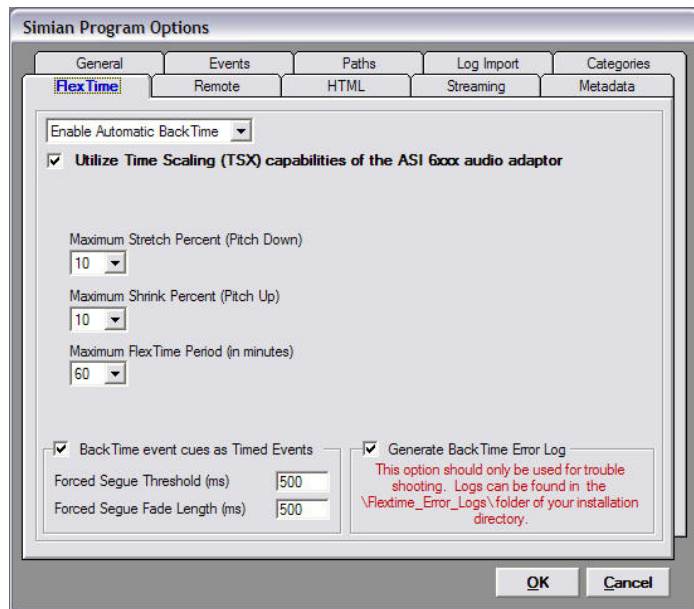 Simian Program Options
General
Events
Paths
Log Import
Categories
FlexTime
Remote
HTML
Streaming
Metadata
Enable Automatic BackTime
Utilize Time Scaling (TSX) capabilities of the ASI 6xxx audio adaptor
Maximum Stretch Percent (Pitch Down)
10
Maximum Shrink Percent (Pitch Up)
10
Maximum FlexTime Period (in minutes)
60
BackTime event cues as Timed Events
Forced Segue Threshold (ms)
500
Forced Segue Fade Length (ms)
500
Generate BackTime Error Log
This option should only be used for trouble
shooting. Logs can be found in the
\Flextime_Error_Logs\ folder of your installation
directory.
OK
Cancel